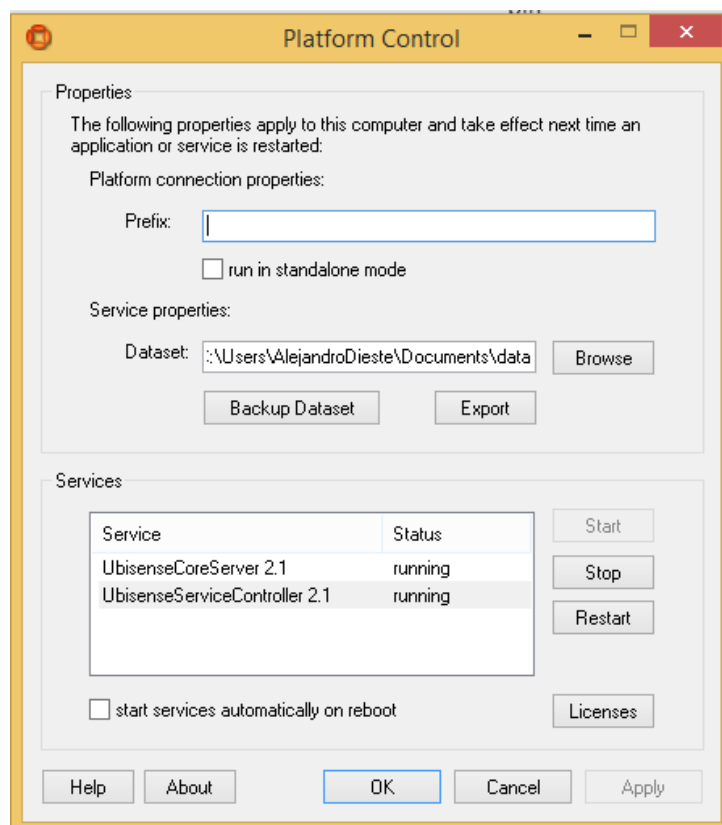 Platform Control
Properties
The following properties apply to this computer and take effect next time an
application or service is restarted:
Platform connection properties:
Prefix:
run in standalone mode
Service properties:
Dataset: :\Users\AlejandroDieste\Documents\data Browse
Backup Dataset Export
Services
Service Status Start
UbisenseCoreServer 2.1 running Stop
UbisenseServiceController 2.1 running
Restart
start services automatically on reboot Licenses
Help About OK Cancel Apply